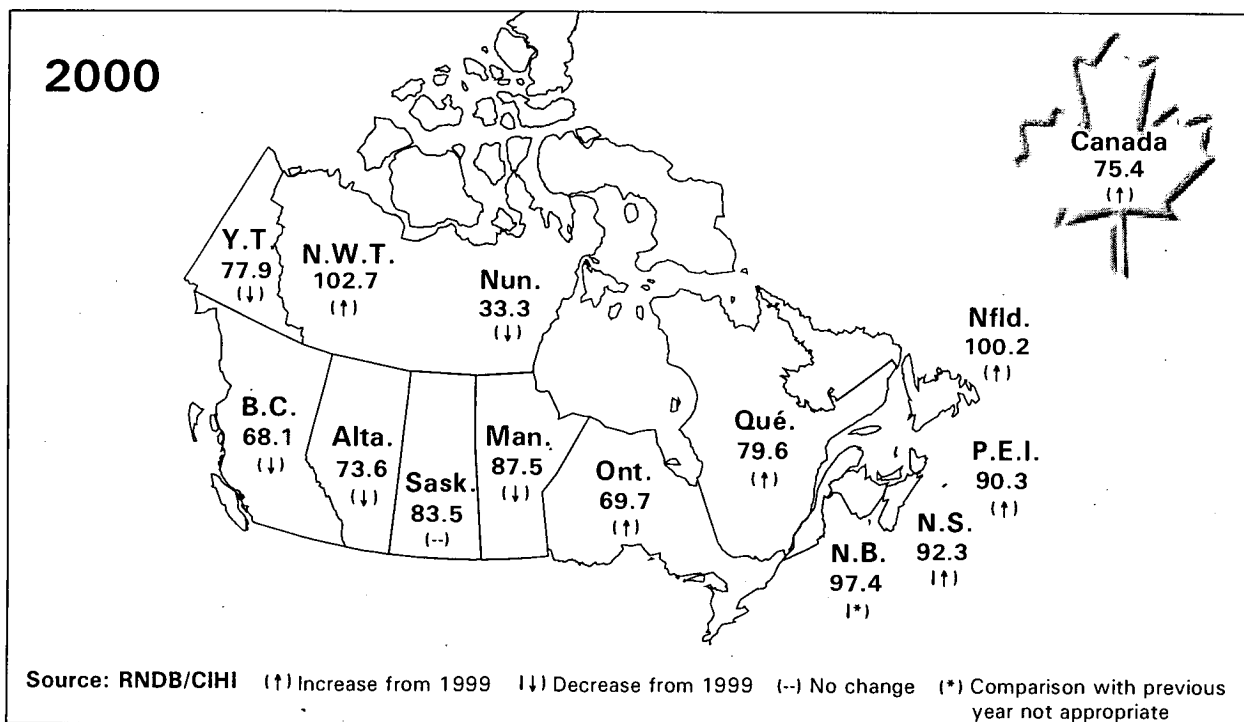 2000
Canada
75.4
(↑)
Y.T.
77.9
(↓)
N.W.T.
102.7
(↑)
Nun.
33.3
(↓)
Nfld.
100.2
(↑)
B.C.
68.1
(↓)
Alta.
73.6
(↓)
Sask.
83.5
(--)
Man.
87.5
(↓)
Ont.
69.7
(↑)
Qué.
79.6
(↑)
P.E.I.
90.3
(↑)
N.S.
92.3
(↑)
N.B.
97.4
(*)
Source: RNDB/CIHI (↑) Increase from 1999 (↓) Decrease from 1999 (--) No change (*) Comparison with previous
year not appropriate